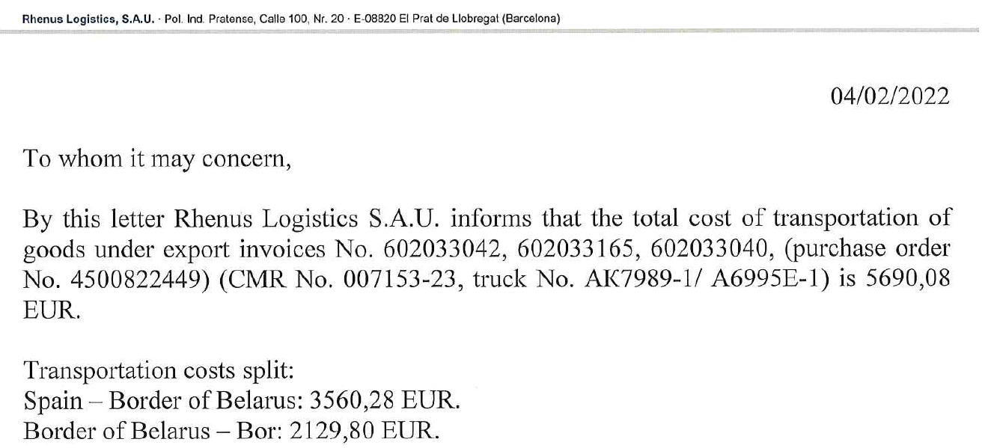 Rhenus Logistics, S.A.U. · Pol. Ind. Pratense, Calle 100, Nr. 20 · E-08820 El Prat de Llobregat (Barcelona)
04/02/2022
To whom it may concern,
By this letter Rhenus Logistics S.A.U. informs that the total cost of transportation of
goods under export invoices No. 602033042, 602033165, 602033040, (purchase order
No. 4500822449) (CMR No. 007153-23, truck No. AK7989-1/ A6995E-1) is 5690,08
EUR.
Transportation costs split:
Spain – Border of Belarus: 3560,28 EUR.
Border of Belarus – Bor: 2129,80 EUR.